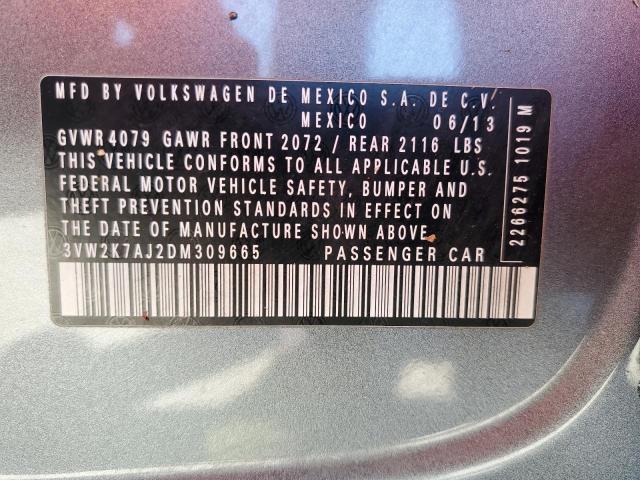 MFD BY VOLKSWAGEN DE MEXICO S.A. DE C.V.
MEXICO 06/13
GVWR 4079 GAWR FRONT 2072 / REAR 2116 LBS
THIS VEHICLE CONFORMS TO ALL APPLICABLE U.S.
FEDERAL MOTOR VEHICLE SAFETY, BUMPER AND
THEFT PREVENTION STANDARDS IN EFFECT ON
THE DATE OF MANUFACTURE SHOWN ABOVE.
3VW2K7AJ2DM309665 PASSENGER CAR
2266275 1019 M